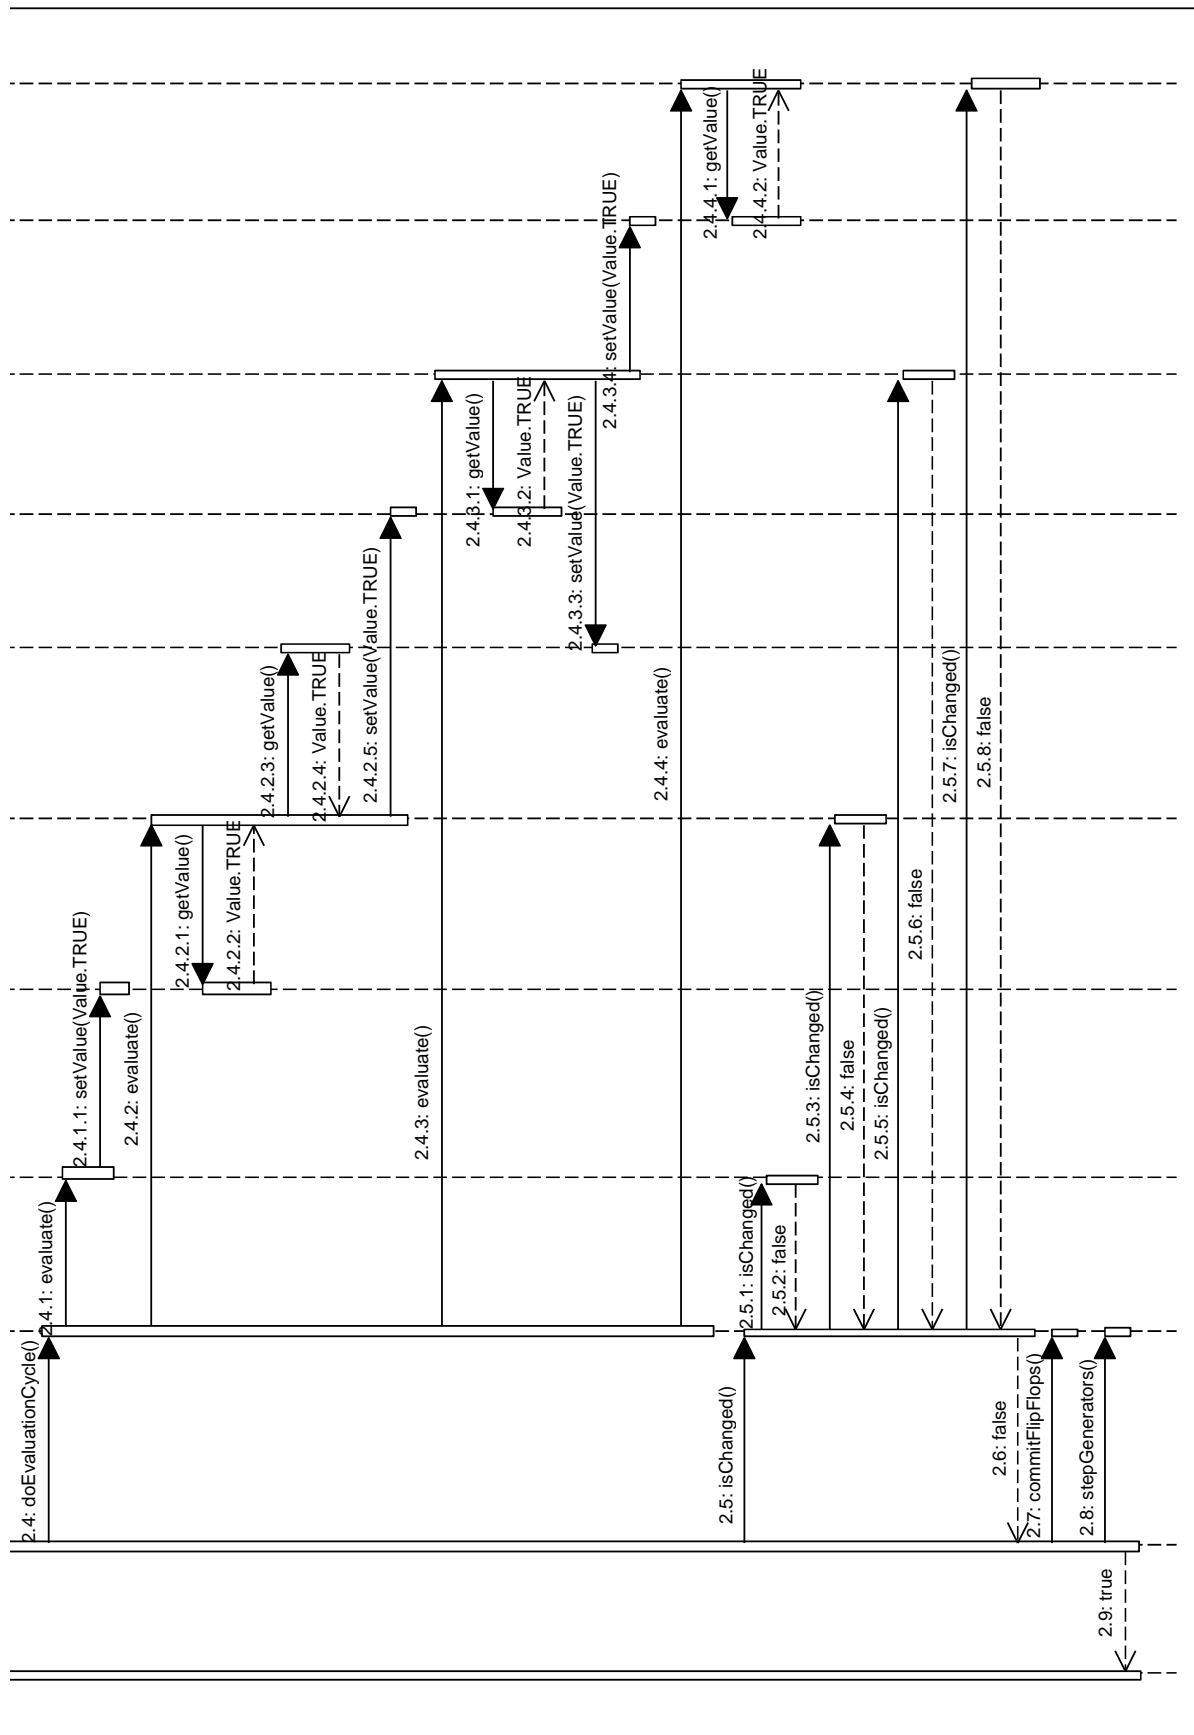 2.4: doEvaluationCycle()
2.4.1: evaluate()
2.4.1.1: setValue(Value.TRUE)
2.4.2: evaluate()
2.4.2.1: getValue()
2.4.2.2: Value.TRUE
2.4.2.3: getValue()
2.4.2.4: Value.TRUE
2.4.2.5: setValue(Value.TRUE)
2.4.3: evaluate()
2.4.3.1: getValue()
2.4.3.2: Value.TRUE
2.4.3.3: setValue(Value.TRUE)
2.4.3.4: setValue(Value.TRUE)
2.4.4: evaluate()
2.4.4.1: getValue()
2.4.4.2: Value.TRUE
2.5: isChanged()
2.5.1: isChanged()
2.5.2: false
2.5.3: isChanged()
2.5.4: false
2.5.5: isChanged()
2.5.6: false
2.5.7: isChanged()
2.5.8: false
2.6: false
2.7: commitFlipFlops()
2.8: stepGenerators()
2.9: true